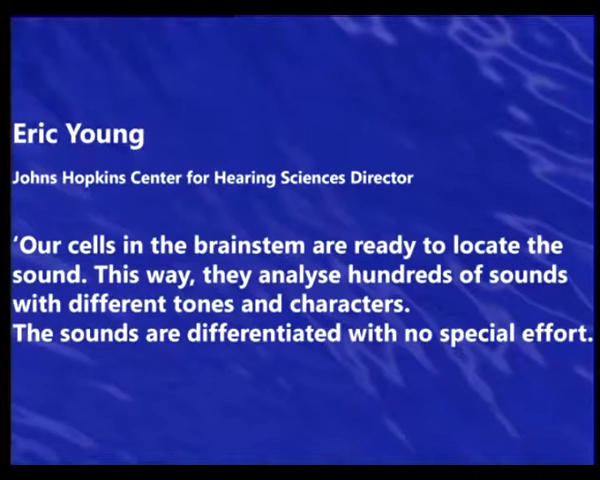 Eric Young
Johns Hopkins Center for Hearing Sciences Director
‘Our cells in the brainstem are ready to locate the
sound. This way, they analyse hundreds of sounds
with different tones and characters.
The sounds are differentiated with no special effort.